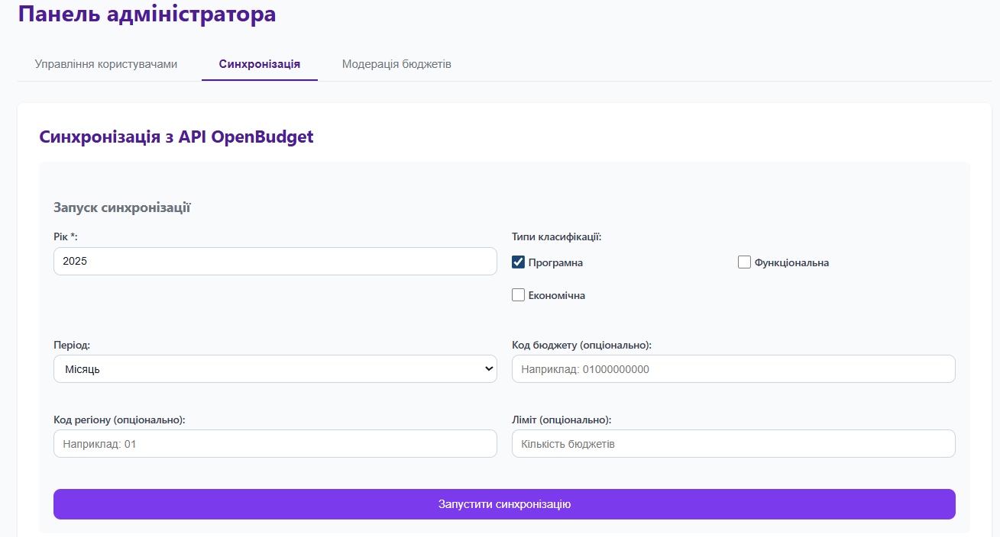 Панель адміністратора
Управління користувачами Синхронізація Модерація бюджетів
Синхронізація з API OpenBudget
Запуск синхронізації
Рік *: Типи класифікації:
2025
Програмна Функціональна
Економічна
Період: Код бюджету (опціонально):
Місяць Наприклад: 01000000000
Код регіону (опціонально): Ліміт (опціонально):
Наприклад: 01 Кількість бюджетів
Запустити синхронізацію